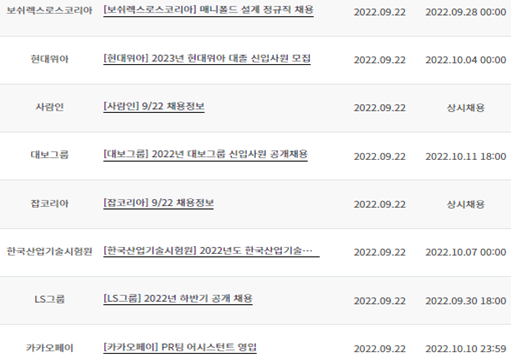 보쉬렉스로스코리아 [보쉬렉스로스코리아] 매니폴드 설계 정규직 채용 2022.09.22 2022.09.28 00:00
현대위아 [현대위아] 2023년 현대위아 대졸 신입사원 모집 2022.09.22 2022.10.04 00:00
사람인 [사람인] 9/22 채용정보 2022.09.22 상시채용
대보그룹 [대보그룹] 2022년 대보그룹 신입사원 공개채용 2022.09.22 2022.10.11 18:00
잡코리아 [잡코리아] 9/22 채용정보 2022.09.22 상시채용
한국산업기술시험원 [한국산업기술시험원] 2022년도 한국산업기술… 2022.09.22 2022.10.07 00:00
LS그룹 [LS그룹] 2022년 하반기 공개 채용 2022.09.22 2022.09.30 18:00
카카오페이 [카카오페이] PR팀 어시스턴트 영입 2022.09.22 2022.10.10 23:59